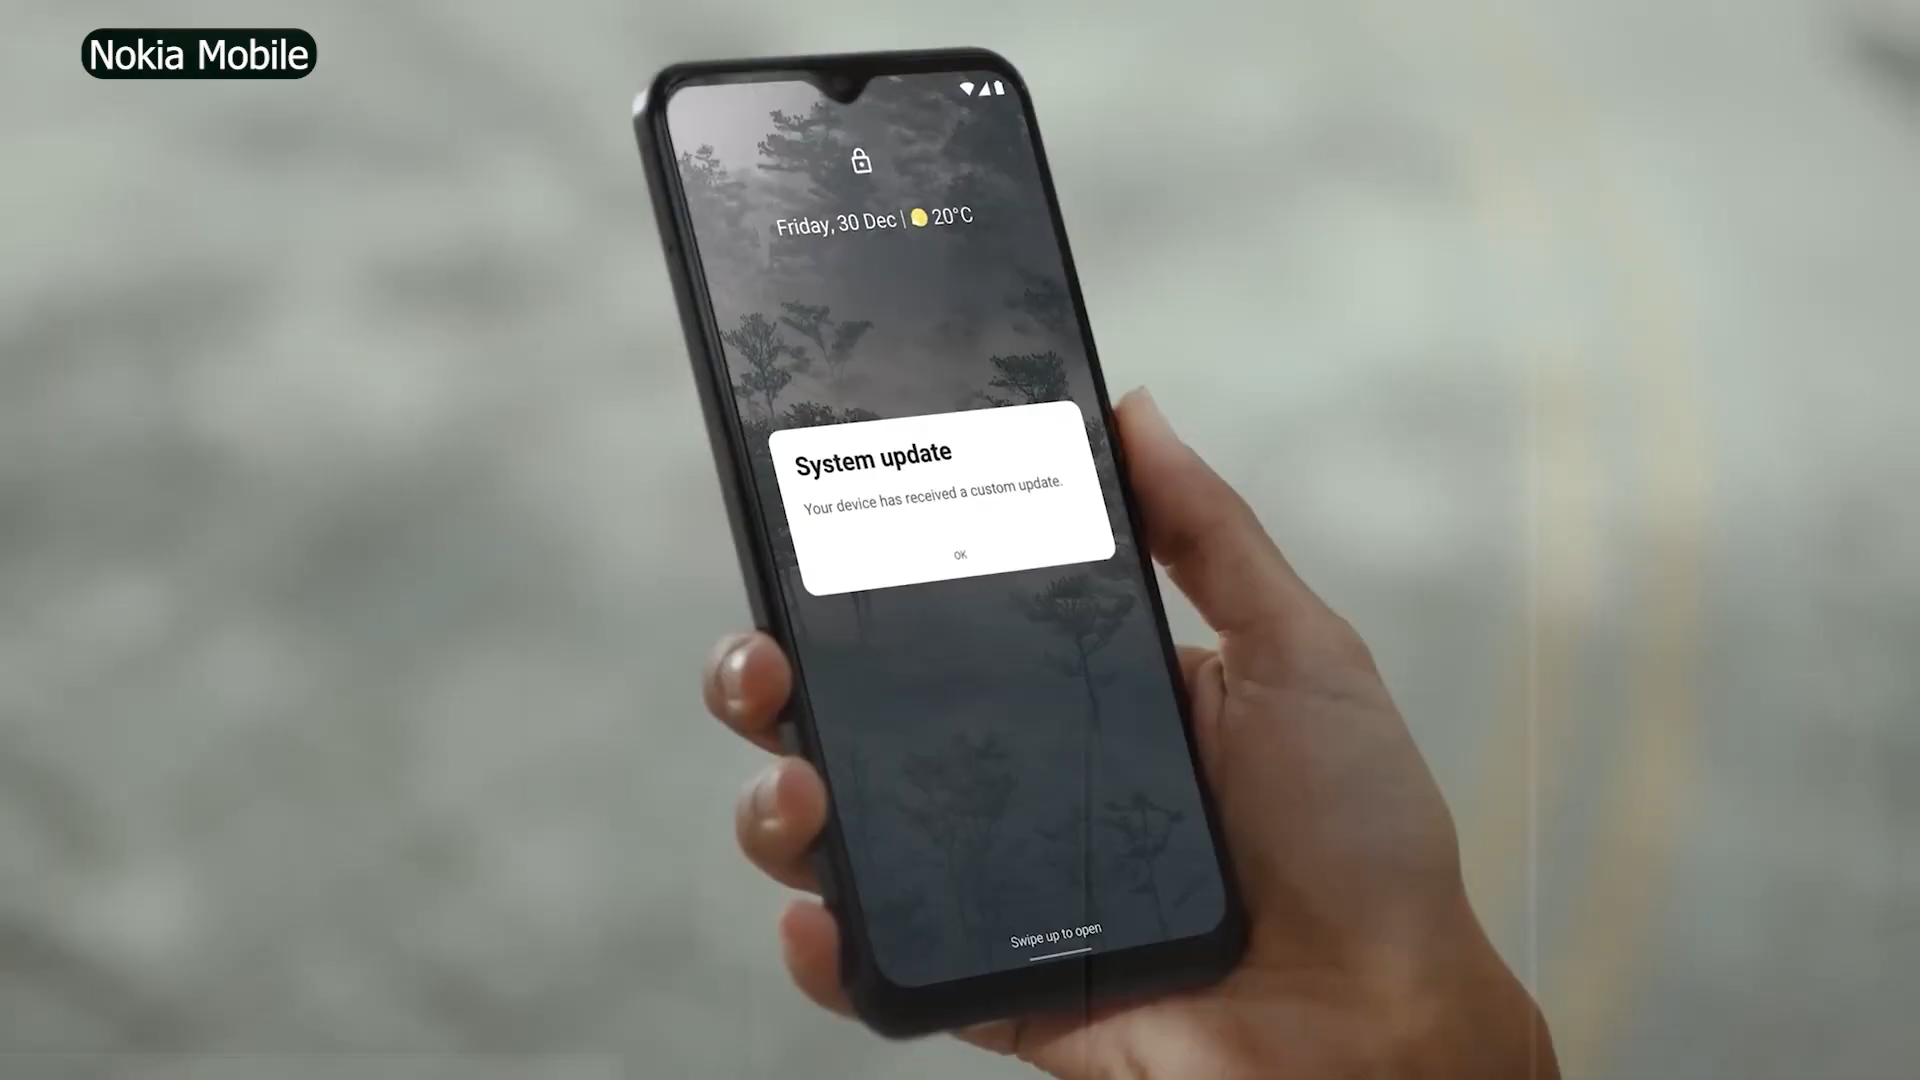 Nokia Mobile
Friday, 30 Dec | 20°C
System update
Your device has received a custom update.
OK
Swipe up to open